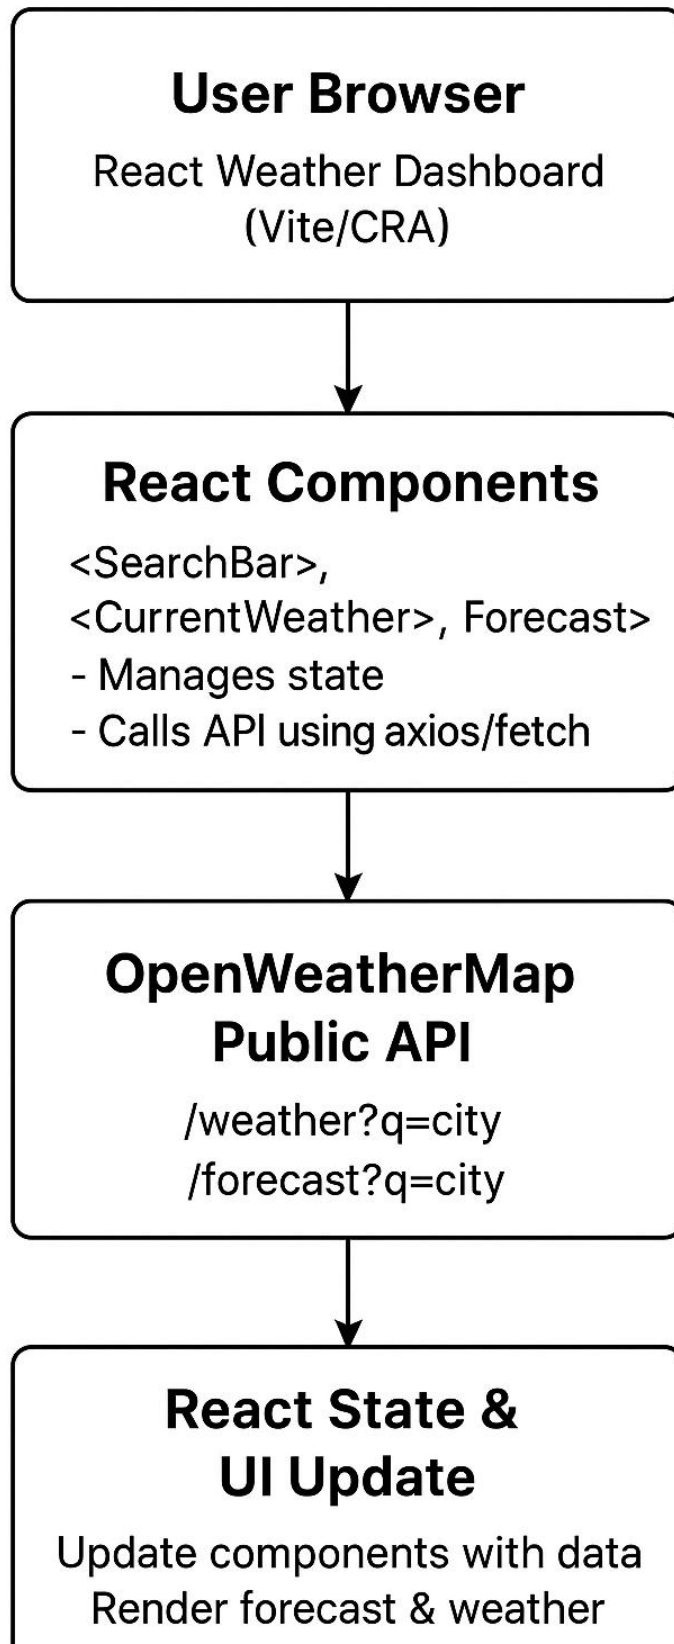 User Browser
React Weather Dashboard
(Vite/CRA)
React Components
<SearchBar>,
<CurrentWeather>, Forecast>
- Manages state
- Calls API using axios/fetch
OpenWeatherMap
Public API
/weather?q=city
/forecast?q=city
React State &
UI Update
Update components with data
Render forecast & weather